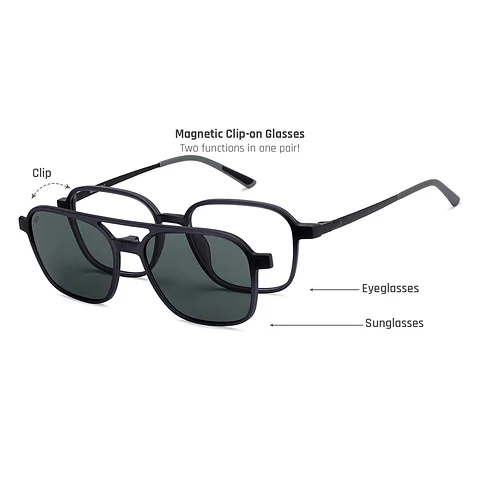 Magnetic Clip-on Glasses
Two functions in one pair!
Clip
Eyeglasses
Sunglasses